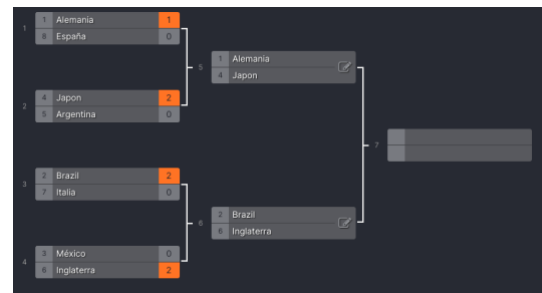 1
1 Alemania 1
8 España 0
2
4 Japon 2
5 Argentina 0
3
2 Brazil 2
7 Italia 0
4
3 México 0
6 Inglaterra 2
5
1 Alemania
4 Japon
6
2 Brazil
6 Inglaterra
7